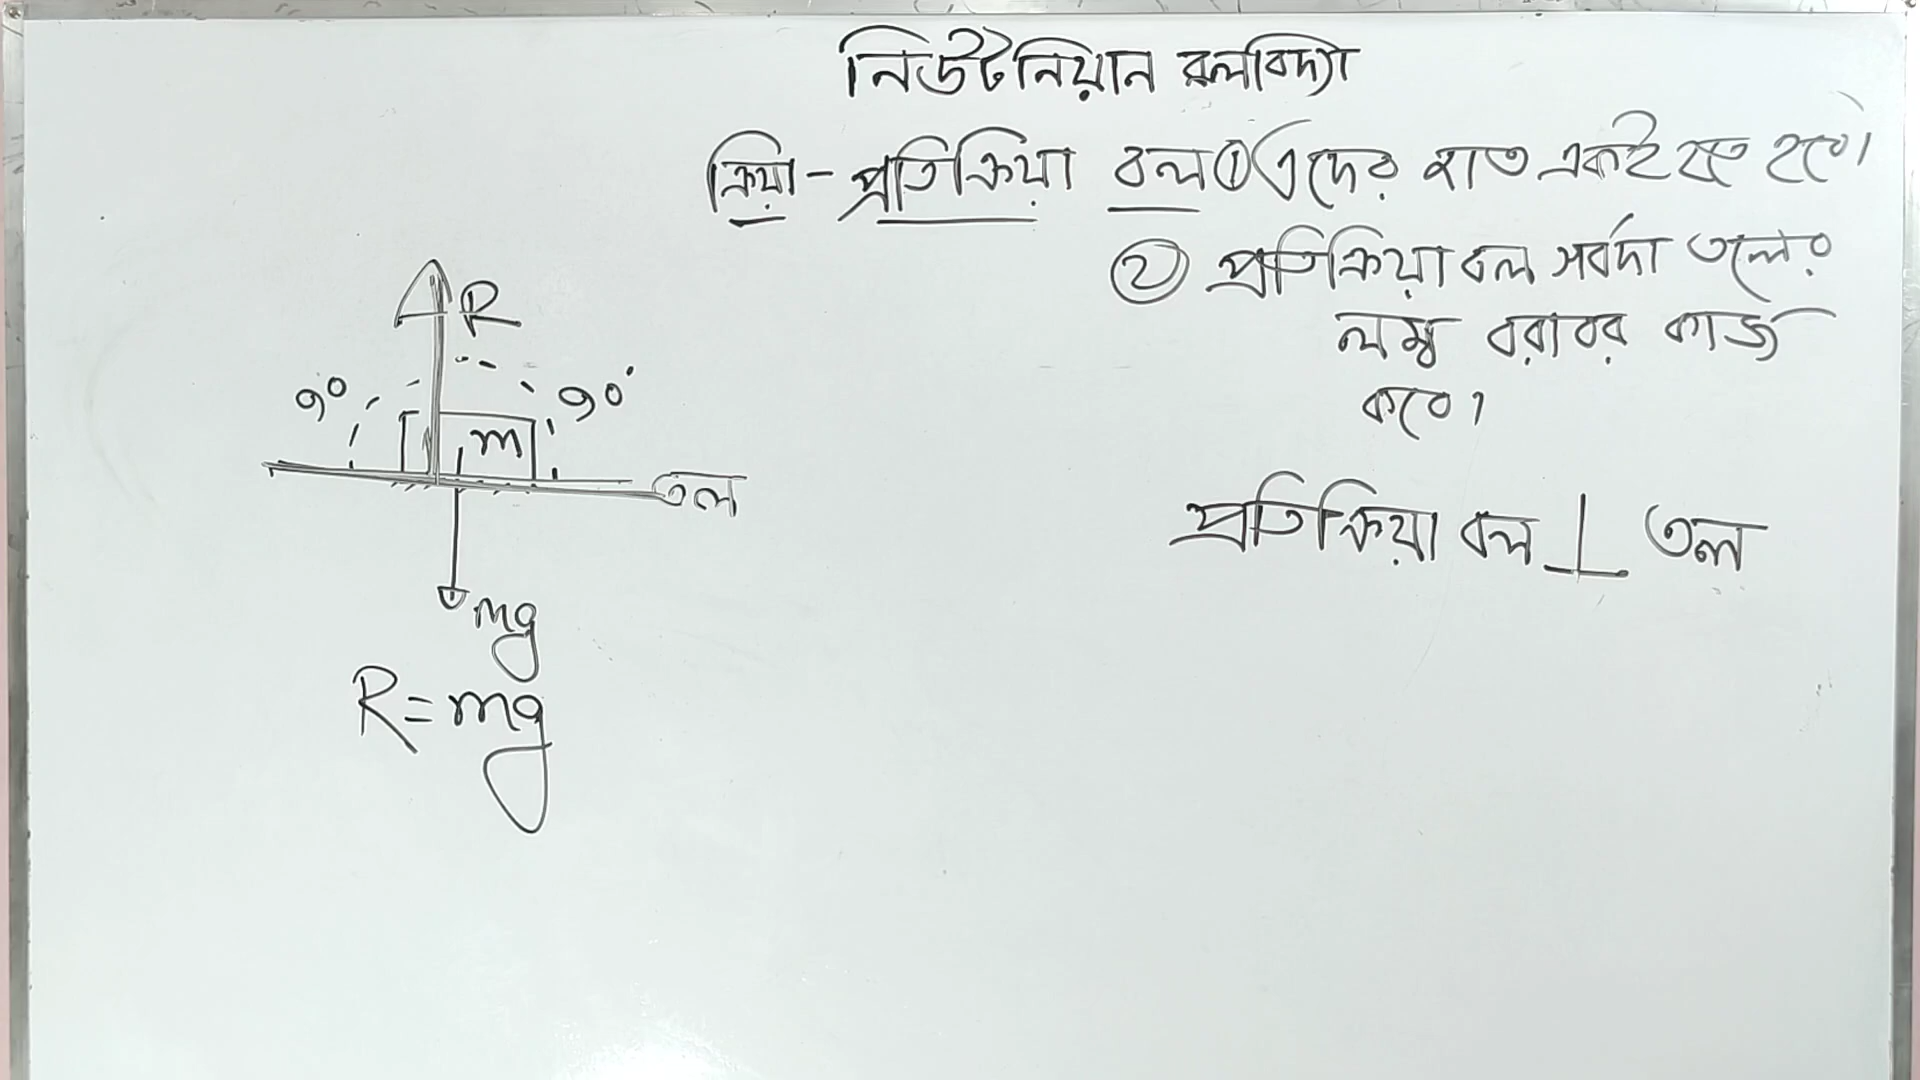 নিউটনিয়ান বলবিদ্যা
ক্রিয়া - প্রতিক্রিয়া বল ① এদের মাত একই হতে হবে।
② প্রতিক্রিয়া বল সর্বদা তলের
লম্ব বরাবর কাজ
করে।
R
90° 90°
m
তল
প্রতিক্রিয়া বল ⊥ তল
mg
R = mg